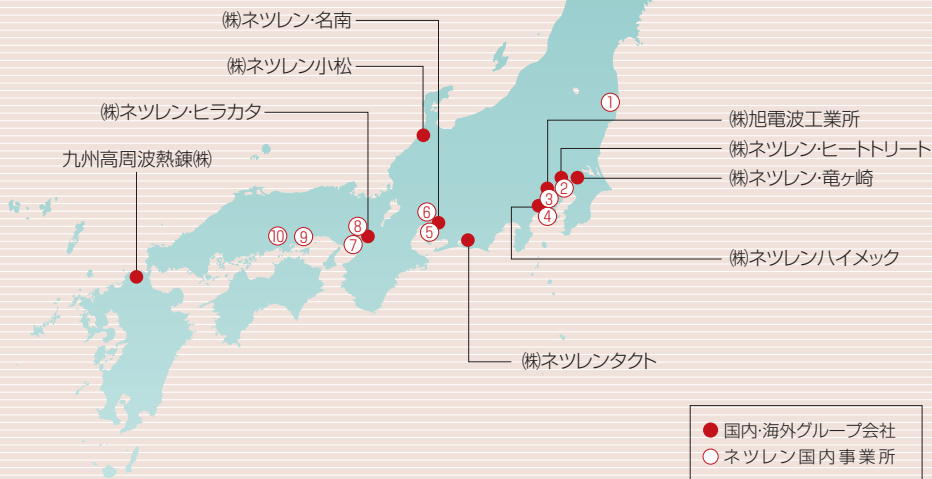 ㈱ネツレン・名南
㈱ネツレン小松
㈱ネツレン・ヒラカタ
九州高周波熱錬㈱
①
㈱旭電波工業所
㈱ネツレン・ヒートトリート
㈱ネツレン・竜ヶ崎
②
③
④
⑥
⑤
⑧
⑦
⑩ ⑨
㈱ネツレンハイメック
㈱ネツレンタクト
国内・海外グループ会社
ネツレン国内事業所